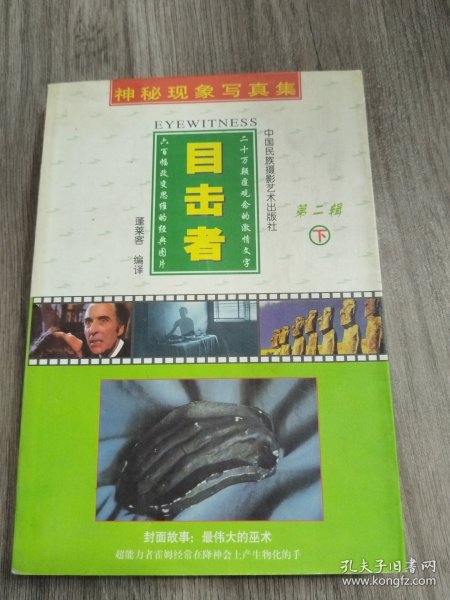 神秘现象写真集
EYEWITNESS
目击者
二十万颠覆观念的激情文字
六百幅改变思维的经典图片
中国民族摄影艺术出版社
蓬莱客 编译
第二辑
下
封面故事:最伟大的巫术
超能力者霍姆经常在降神会上产生物化的手
孔夫子旧书网
www.kongfz.com